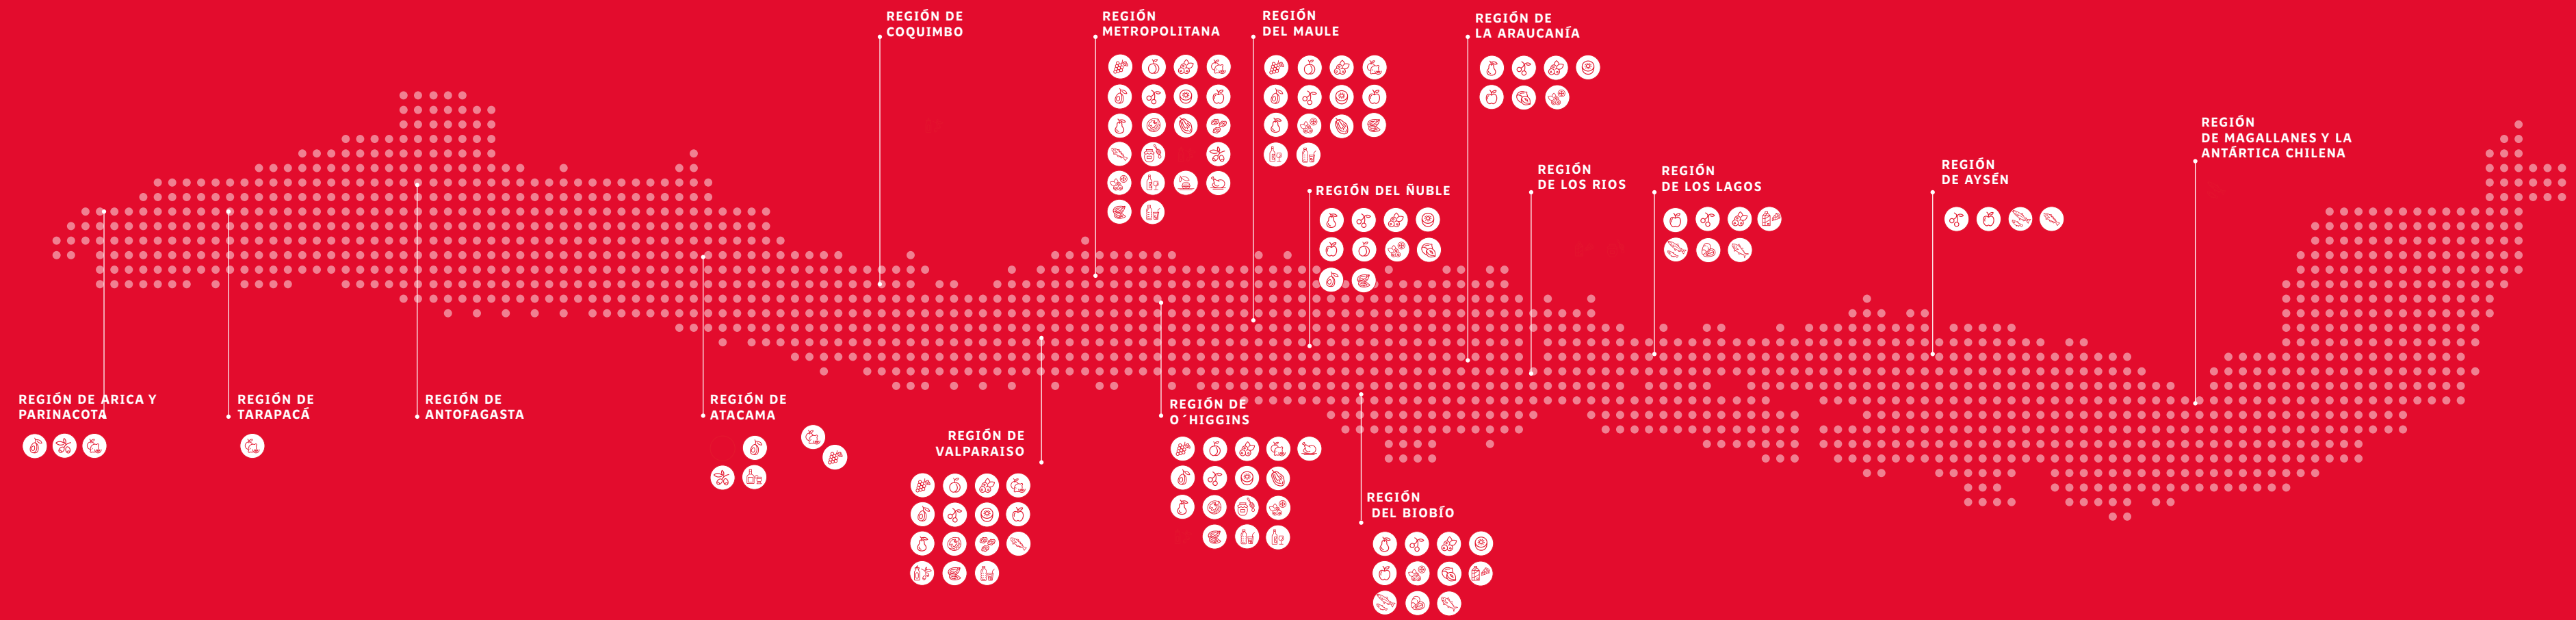 REGIÓN DE
COQUIMBO
REGIÓN
METROPOLITANA
REGIÓN
DEL MAULE
REGIÓN DE
LA ARAUCANÍA
REGIÓN
DE MAGALLANES Y LA
ANTÁRTICA CHILENA
REGIÓN
DE LOS RIOS
REGIÓN
DE LOS LAGOS
REGIÓN
DE AYSÉN
REGIÓN DEL ÑUBLE
REGIÓN DE ARICA Y
PARINACOTA
REGIÓN DE
TARAPACÁ
REGIÓN DE
ANTOFAGASTA
REGIÓN DE
ATACAMA
REGIÓN DE
VALPARAISO
REGIÓN DE
O´HIGGINS
REGIÓN
DEL BIOBÍO